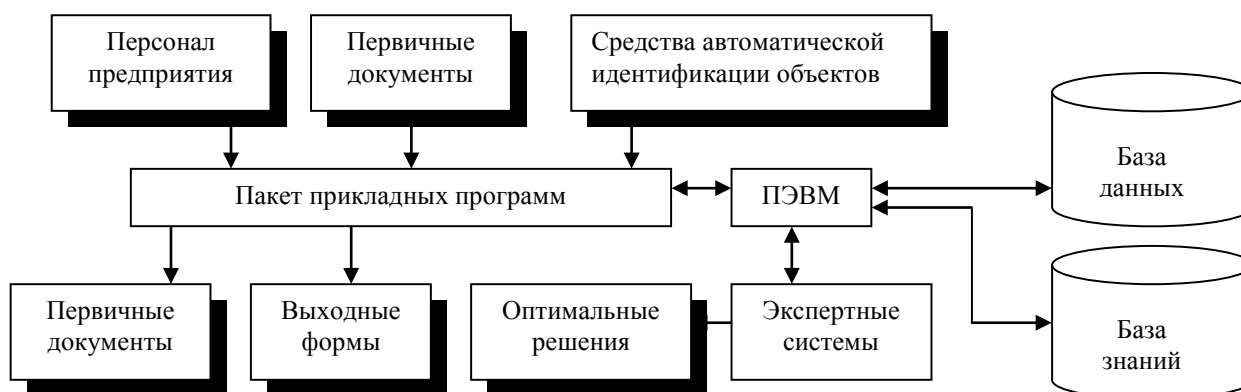 Персонал
предприятия
Первичные
документы
Средства автоматической
идентификации объектов
База
данных
Пакет прикладных программ
ПЭВМ
Первичные
документы
Выходные
формы
Оптимальные
решения
Экспертные
системы
База
знаний